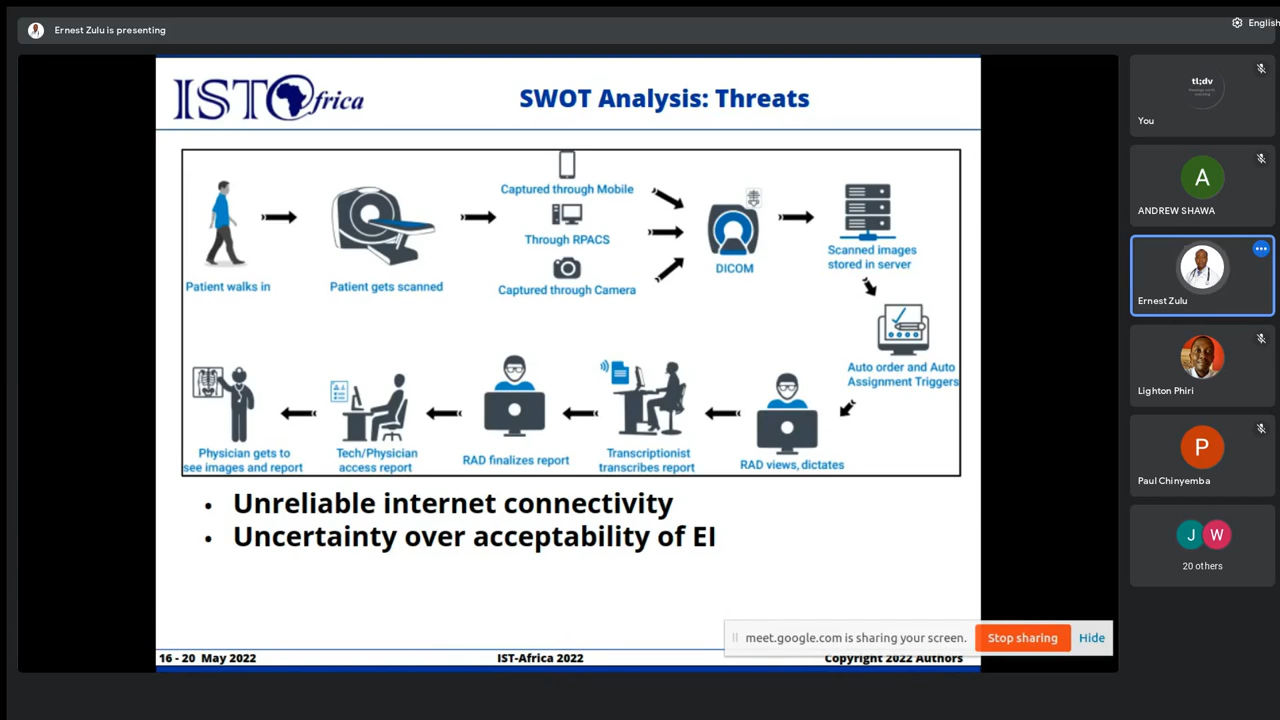 Ernest Zulu is presenting
English
IST Africa
SWOT Analysis: Threats
Captured through Mobile
Through RPACS
Captured through Camera
Patient walks in
Patient gets scanned
DICOM
Scanned images
stored in server
Auto order and Auto
Assignment Triggers
Physician gets to
see images and report
Tech/Physician
access report
RAD finalizes report
Transcriptionist
transcribes report
RAD views, dictates
• Unreliable internet connectivity
• Uncertainty over acceptability of EI
meet.google.com is sharing your screen.
Stop sharing
Hide
16 - 20 May 2022
IST-Africa 2022
Copyright 2022 Authors
tl;dv
You
A
ANDREW SHAWA
Ernest Zulu
Lighton Phiri
P
Paul Chinyemba
J
W
20 others